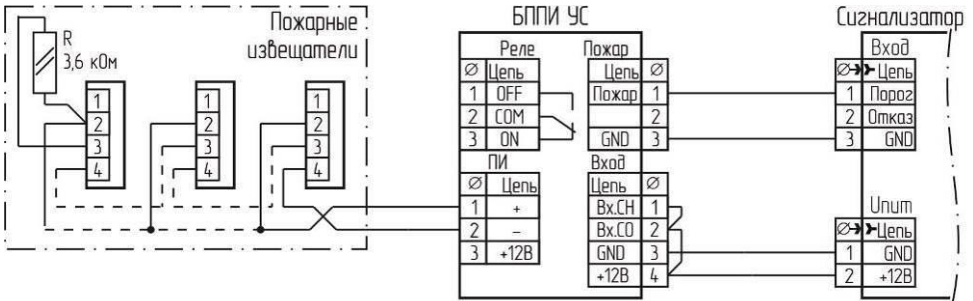 Пожарные
извещатели
R
3,6 кОм
1
2
3
4
1
2
3
4
1
2
3
4
БППИ УС
Реле
Ø Цепь
1 OFF
2 COM
3 ON
ПИ
Ø Цепь
1 +
2 –
3 +12В
Пожар
Цепь Ø
Пожар 1
2
GND 3
Вход
Цепь Ø
Вх.СН 1
Вх.СО 2
GND 3
+12В 4
Сигнализатор
Вход
Ø Цепь
1 Порог
2 Отказ
3 GND
Uпит
Ø Цепь
1 GND
2 +12В